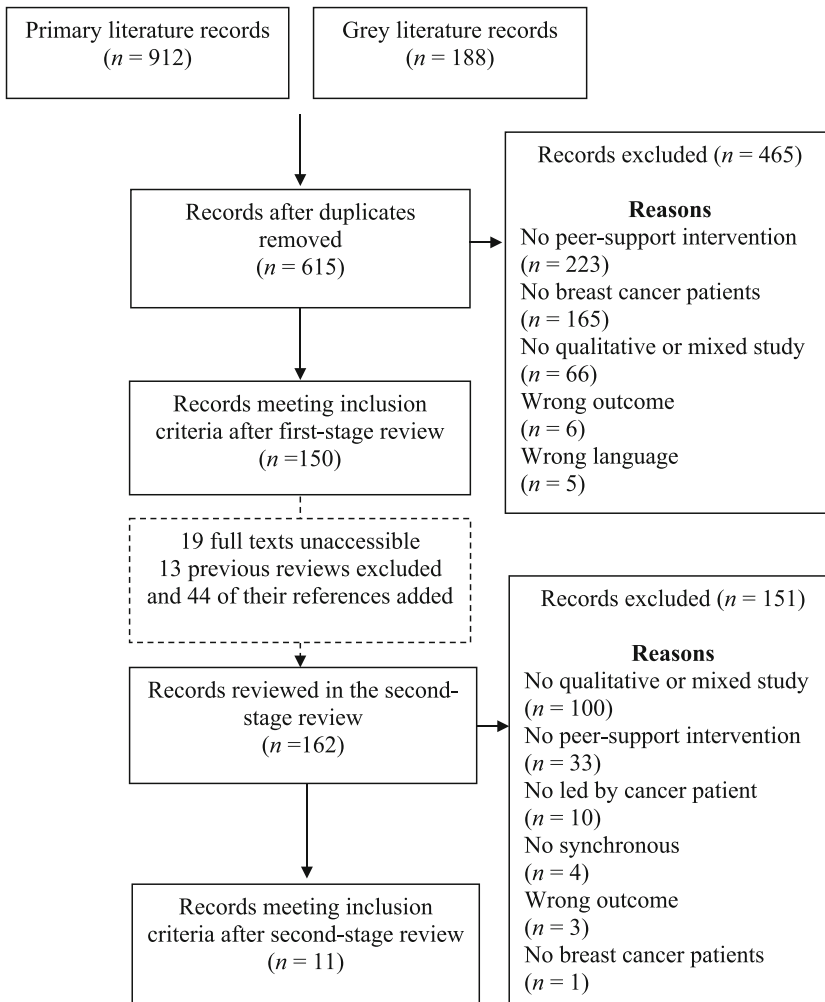 Primary literature records
(n = 912)
Grey literature records
(n = 188)
Records excluded (n = 465)
Reasons
No peer-support intervention
(n = 223)
No breast cancer patients
(n = 165)
No qualitative or mixed study
(n = 66)
Wrong outcome
(n = 6)
Wrong language
(n = 5)
Records after duplicates
removed
(n = 615)
Records meeting inclusion
criteria after first-stage review
(n =150)
19 full texts unaccessible
13 previous reviews excluded
and 44 of their references added
Records reviewed in the second-
stage review
(n =162)
Records excluded (n = 151)
Reasons
No qualitative or mixed study
(n = 100)
No peer-support intervention
(n = 33)
No led by cancer patient
(n = 10)
No synchronous
(n = 4)
Wrong outcome
(n = 3)
No breast cancer patients
(n = 1)
Records meeting inclusion
criteria after second-stage review
(n = 11)